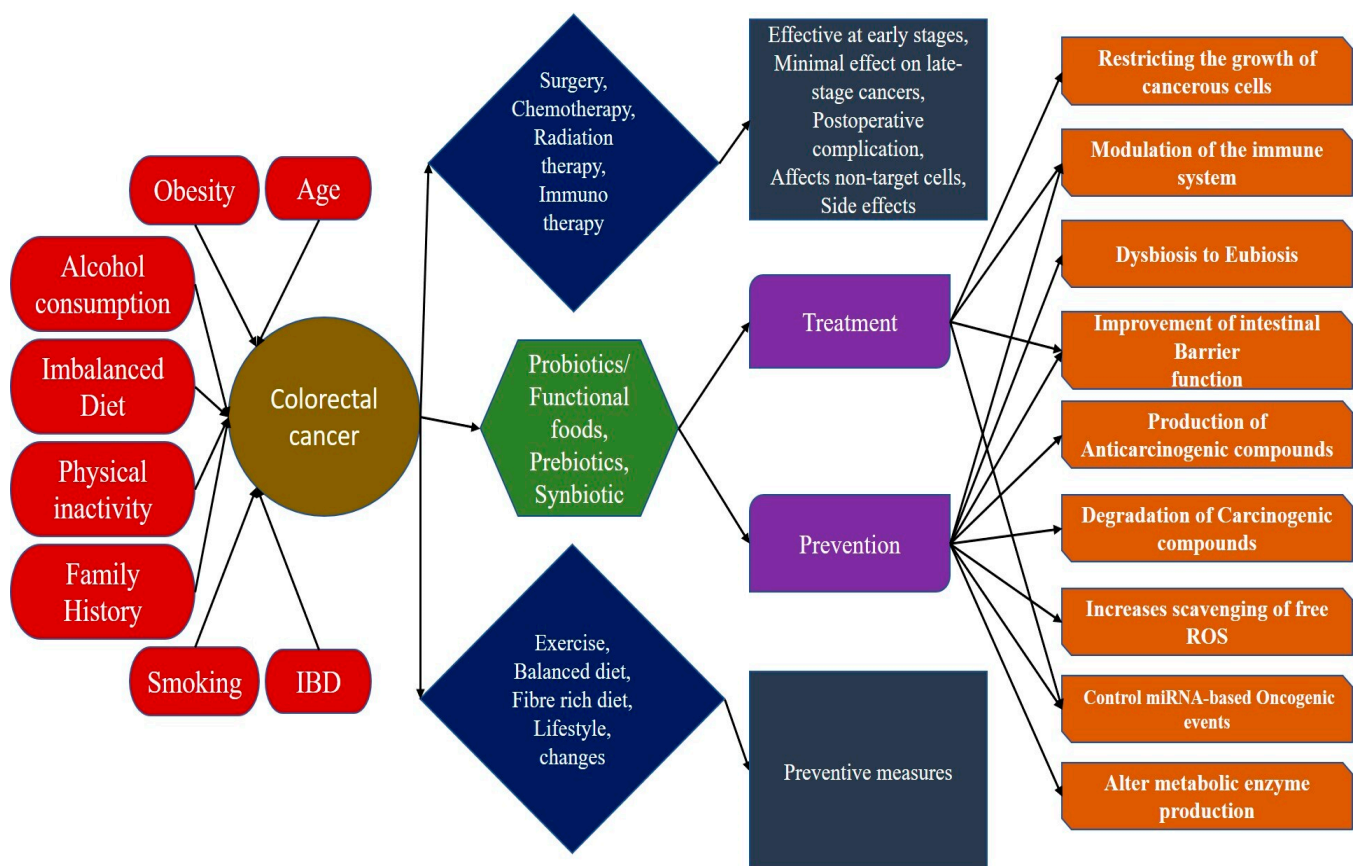 Obesity
Age
Alcohol
consumption
Imbalanced
Diet
Physical
inactivity
Family
History
Smoking
IBD
Colorectal
cancer
Surgery,
Chemotherapy,
Radiation
therapy,
Immuno
therapy
Probiotics/
Functional
foods,
Prebiotics,
Synbiotic
Exercise,
Balanced diet,
Fibre rich diet,
Lifestyle,
changes
Effective at early stages,
Minimal effect on late-
stage cancers,
Postoperative
complication,
Affects non-target cells,
Side effects
Treatment
Prevention
Preventive measures
Restricting the growth of
cancerous cells
Modulation of the immune
system
Dysbiosis to Eubiosis
Improvement of intestinal
Barrier
function
Production of
Anticarcinogenic compounds
Degradation of Carcinogenic
compounds
Increases scavenging of free
ROS
Control miRNA-based Oncogenic
events
Alter metabolic enzyme
production